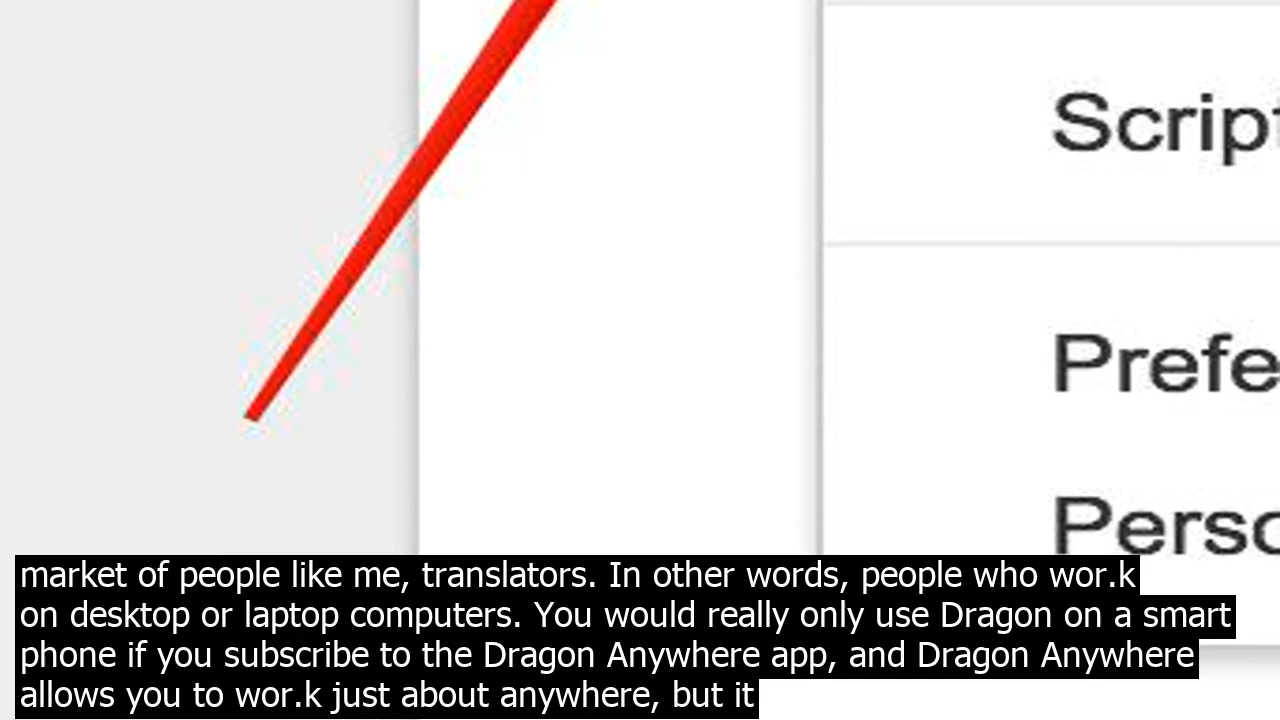 Script
Prefe
Perso
market of people like me, translators. In other words, people who wor.k
on desktop or laptop computers. You would really only use Dragon on a smart
phone if you subscribe to the Dragon Anywhere app, and Dragon Anywhere
allows you to wor.k just about anywhere, but it